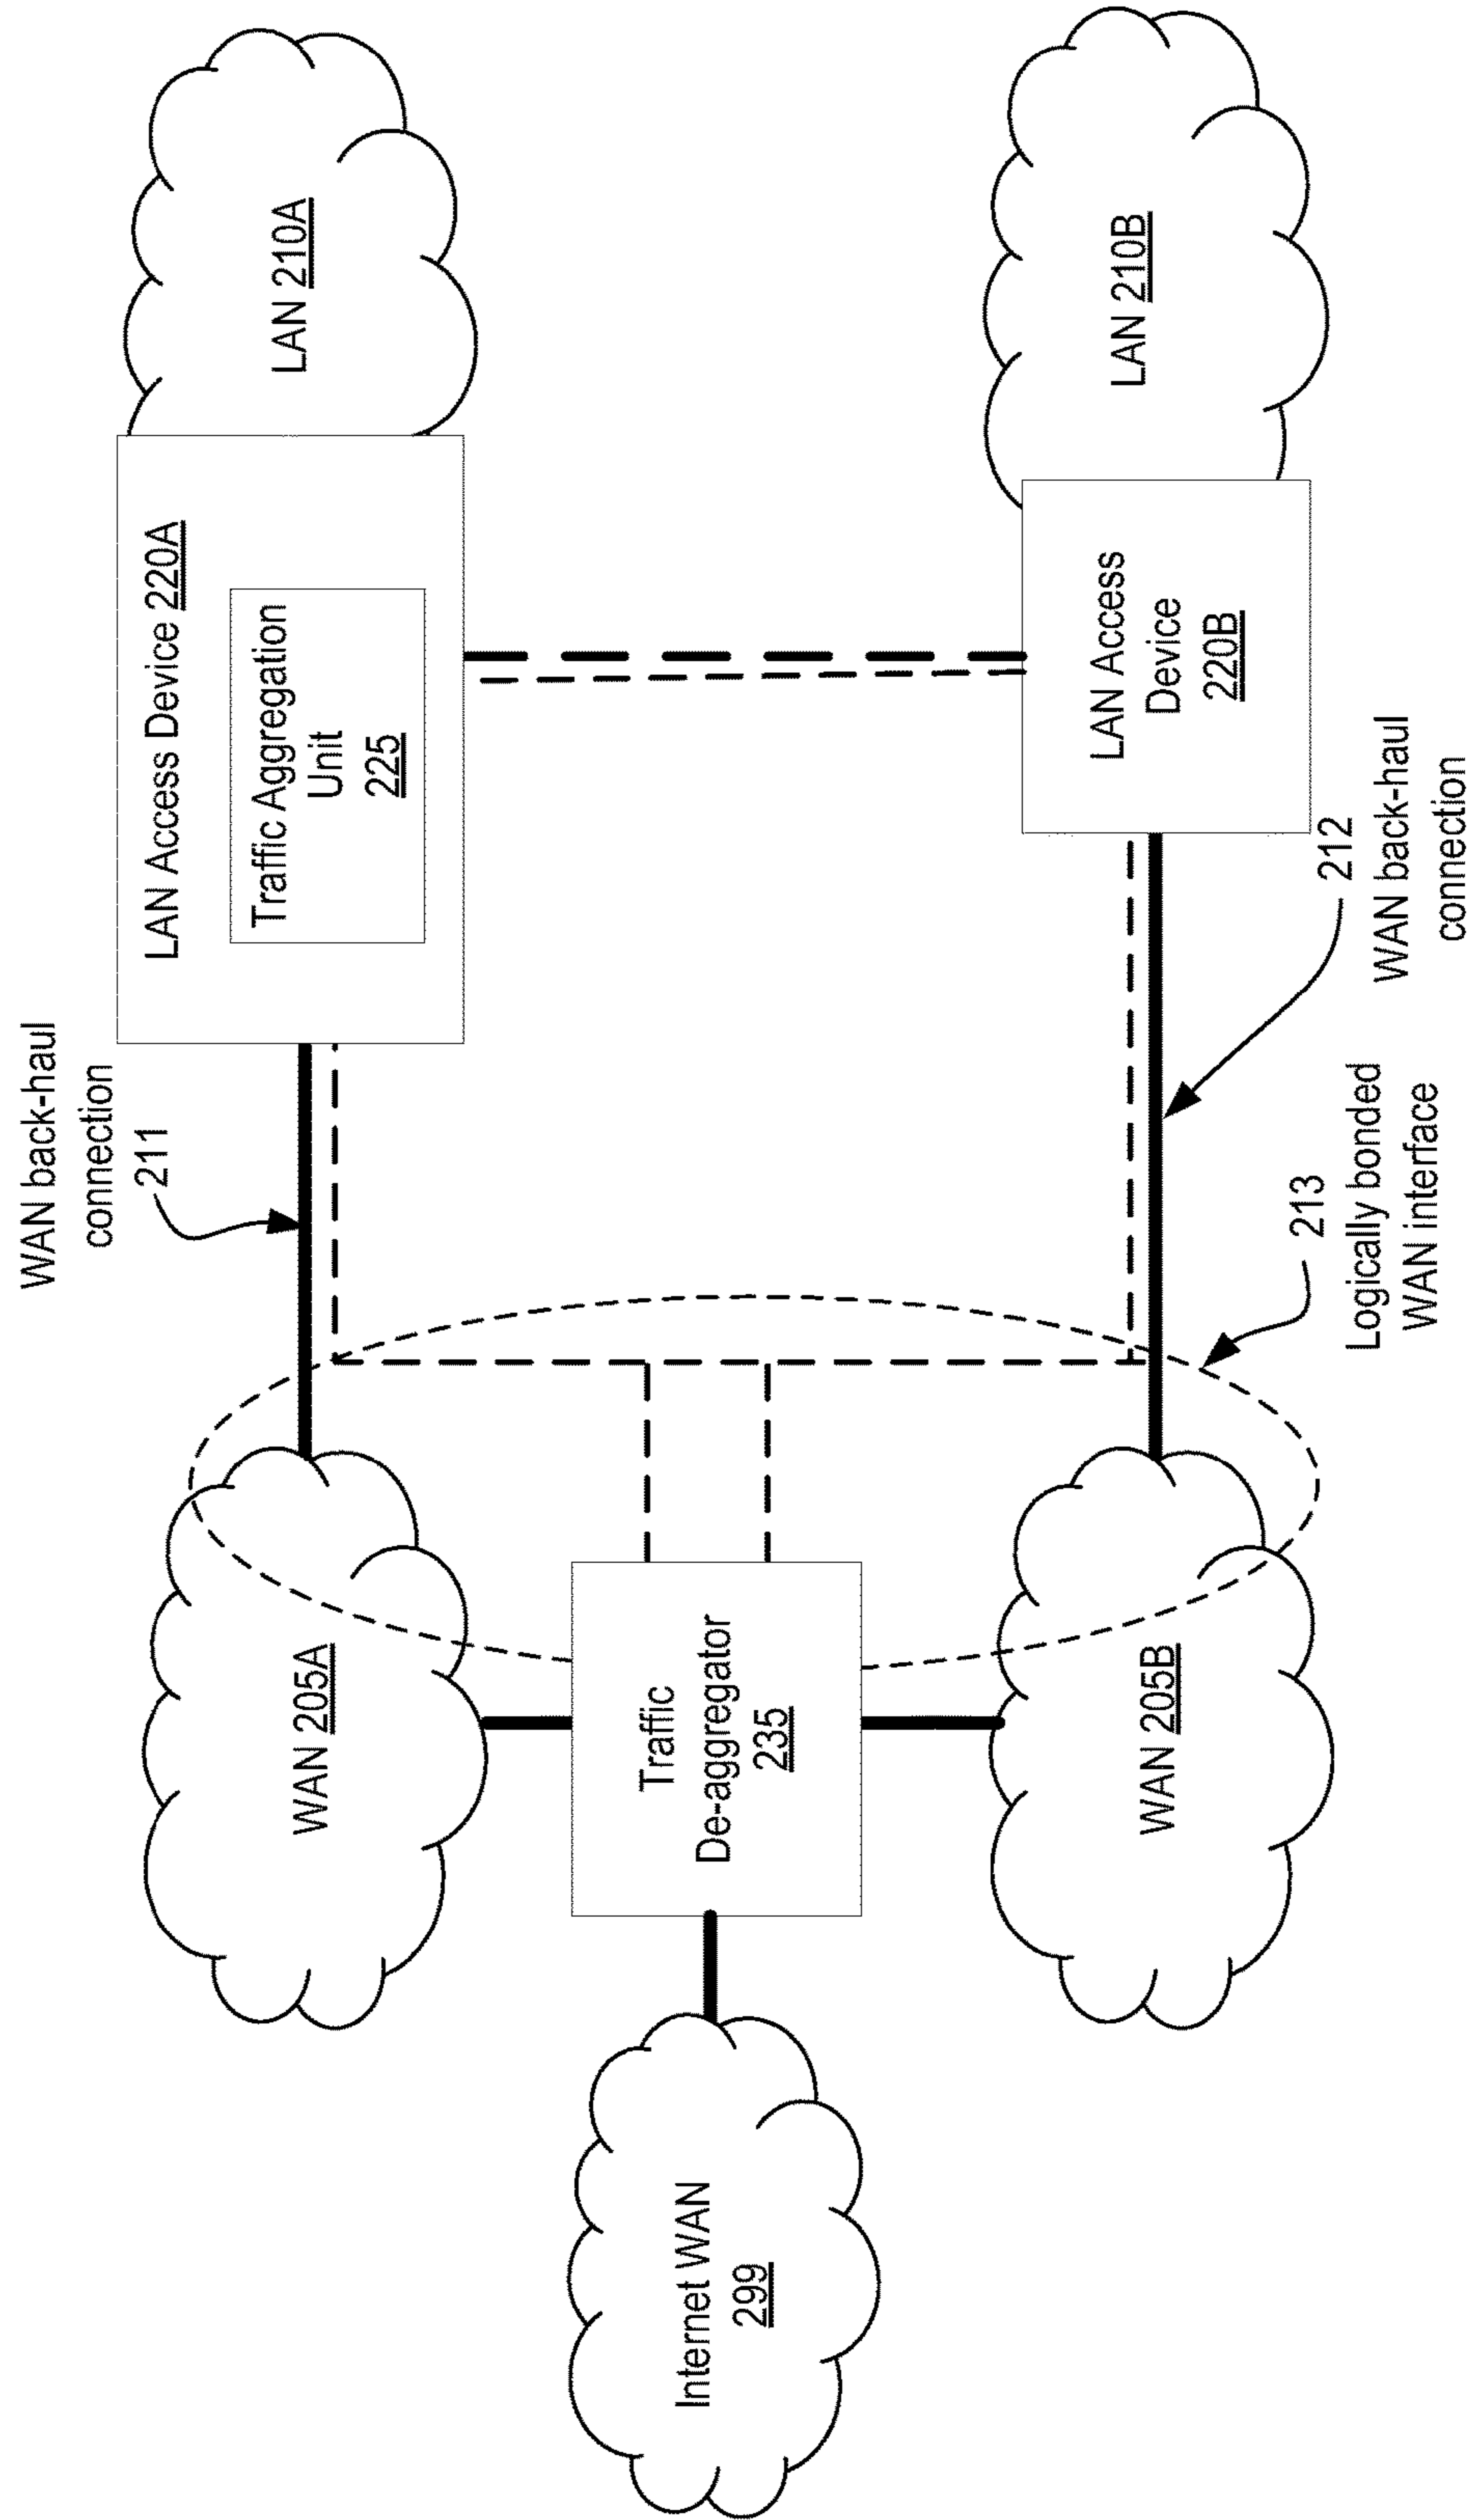 WAN back-haul
connection
211
LAN Access Device 220A
Traffic Aggregation
Unit
225
LAN 210A
WAN 205A
Internet WAN
299
Traffic
De-aggregator
235
LAN Access
Device
220B
LAN 210B
WAN 205B
213
Logically bonded
WAN interface
212
WAN back-haul
connection